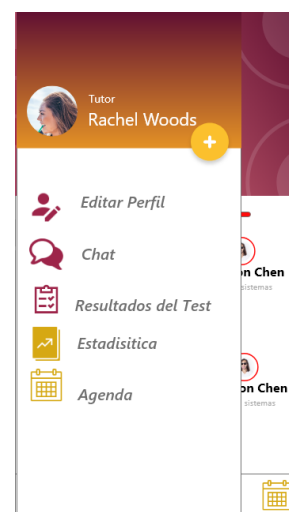 Tutor
Rachel Woods
Editar Perfil
Chat
Resultados del Test
Estadisitica
Agenda
on Chen
sistemas
on Chen
sistemas